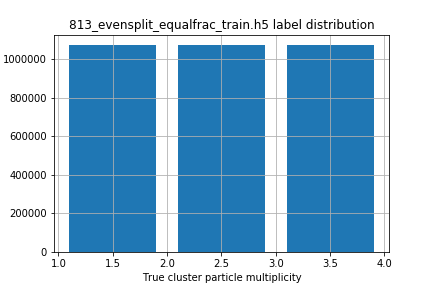 813_evensplit_equalfrac_train.h5 label distribution
1000000
800000
600000
400000
200000
0
1.0 1.5 2.0 2.5 3.0 3.5 4.0
True cluster particle multiplicity